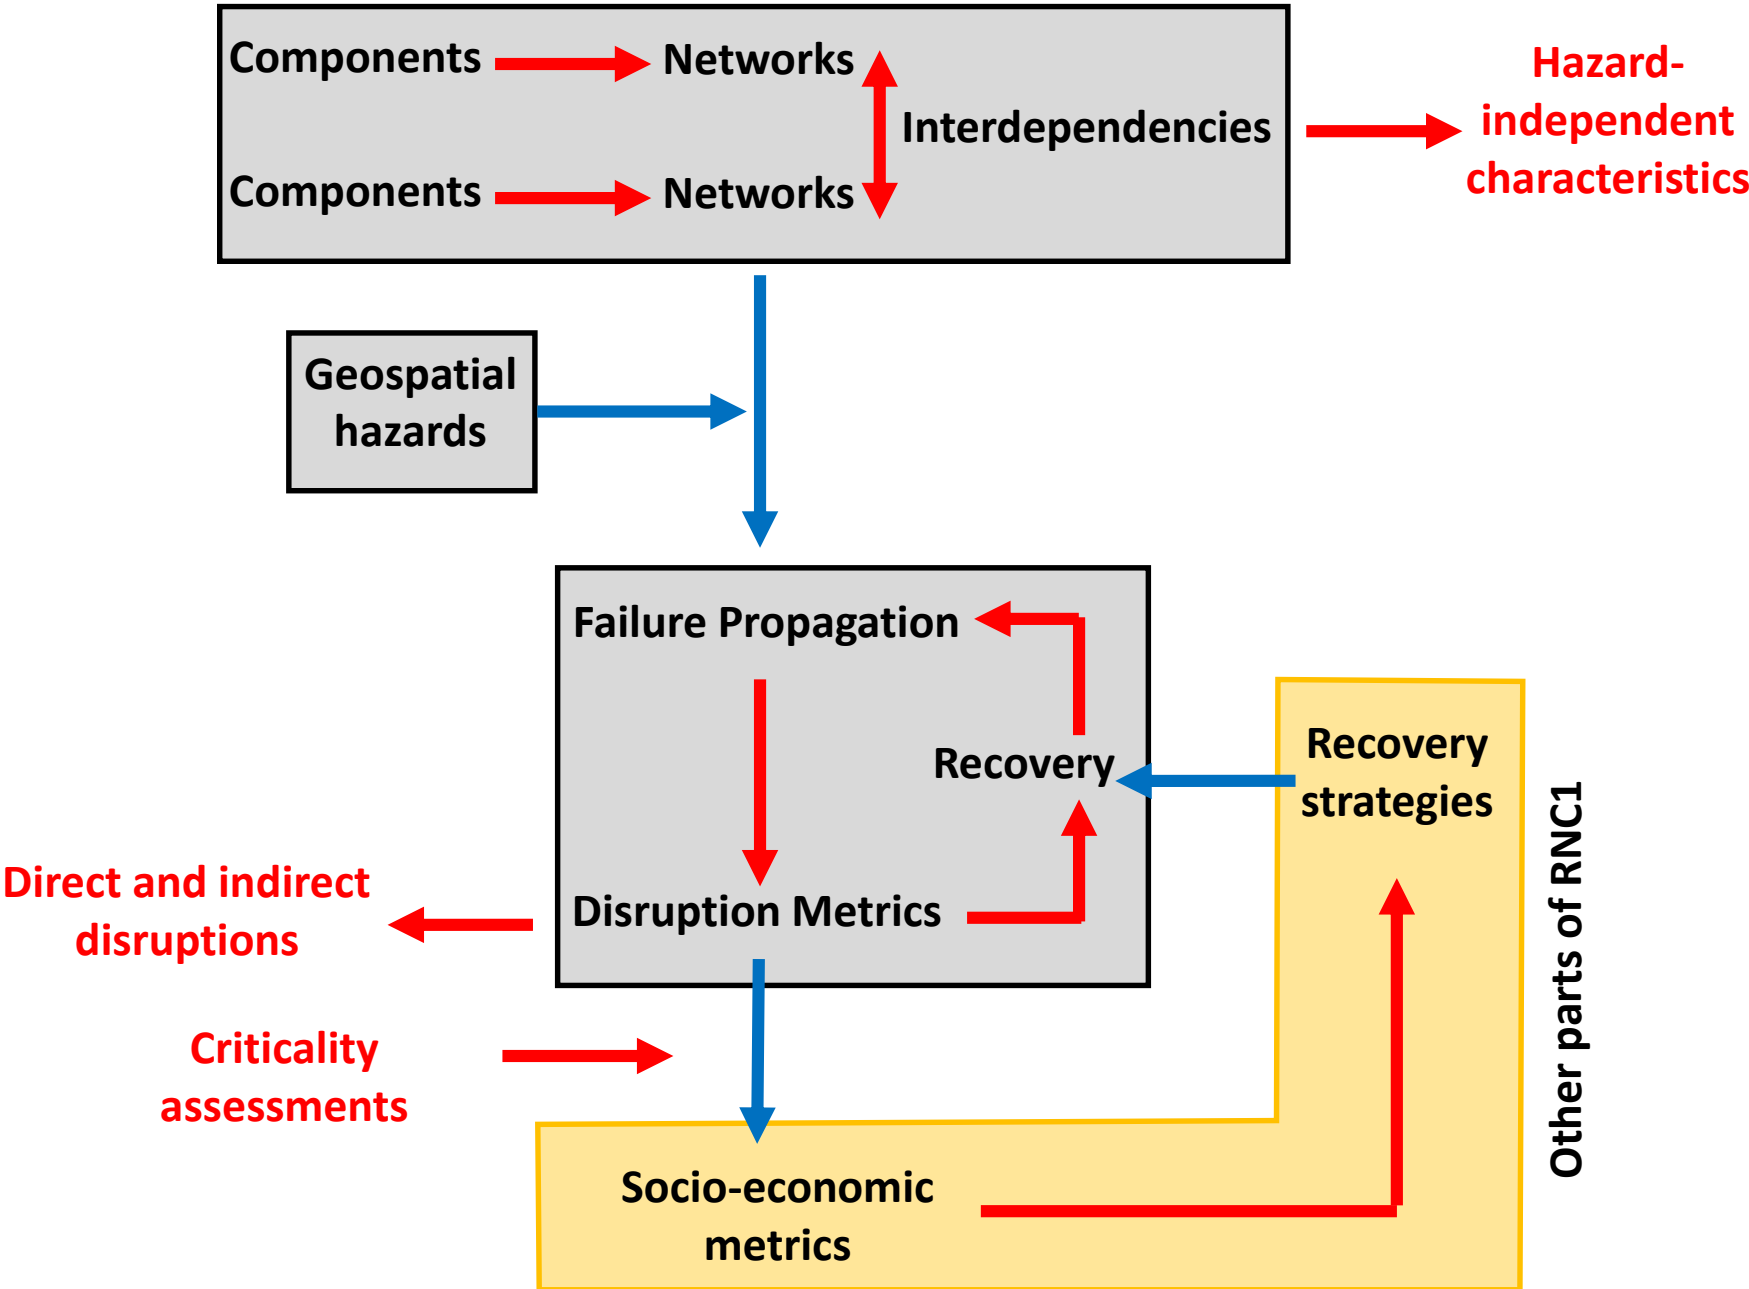 Components
Networks
Interdependencies
Components
Networks
Hazard-
independent
characteristics
Geospatial
hazards
Failure Propagation
Recovery
Disruption Metrics
Recovery
strategies
Other parts of RNC1
Direct and indirect
disruptions
Criticality
assessments
Socio-economic
metrics